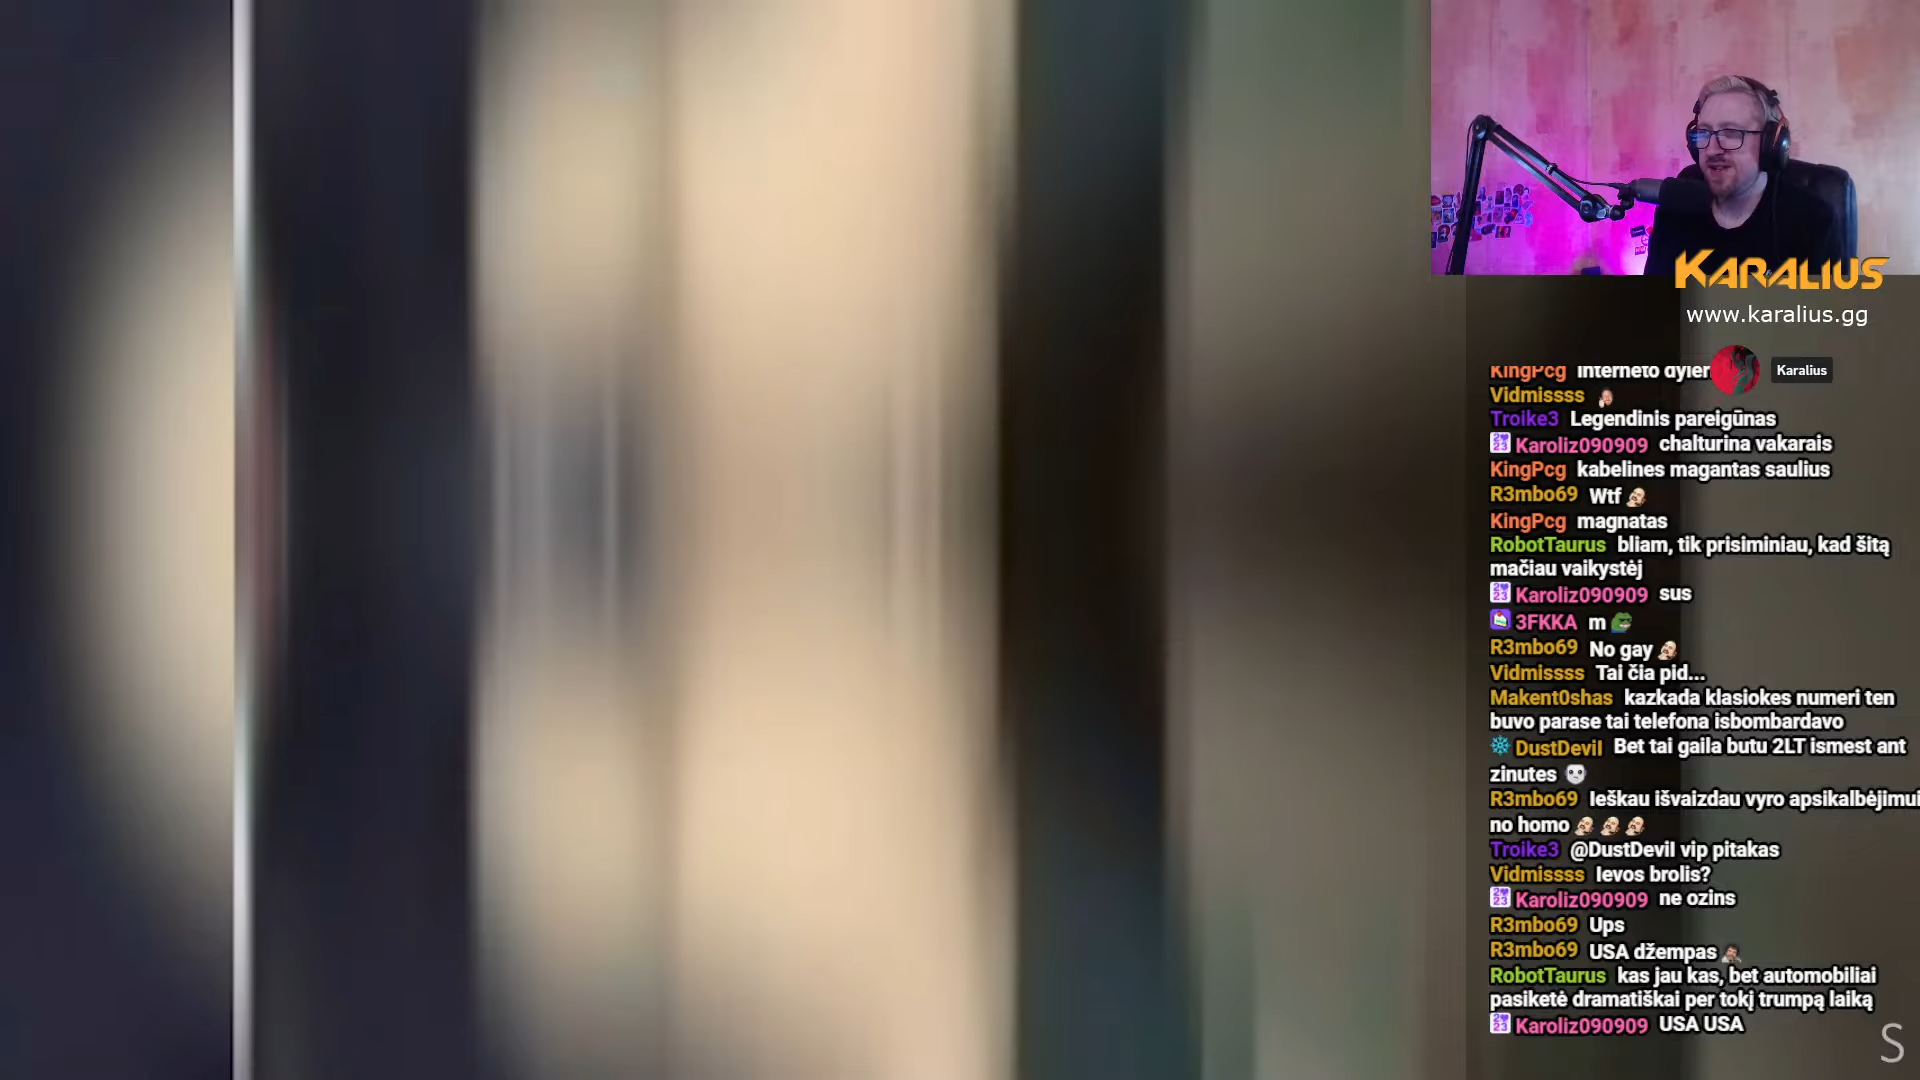 KARALIUS
www.karalius.gg
Karalius
KingPcg interneto dyler
Vidmissss
Troike3 Legendinis pareigūnas
Karoliz090909 chalturina vakarais
KingPcg kabelines magantas saulius
R3mbo69 Wtf
KingPcg magnatas
RobotTaurus bliam, tik prisiminiau, kad šitą
mačiau vaikystėj
Karoliz090909 sus
3FKKA m
R3mbo69 No gay
Vidmissss Tai čia pid...
Makent0shas kazkada klasiokes numeri ten
buvo parase tai telefona isbombardavo
DustDevil Bet tai gaila butu 2LT ismest ant
zinutes
R3mbo69 Ieškau išvaizdau vyro apsikalbėjimui
no homo
Troike3 @DustDevil vip pitakas
Vidmissss Ievos brolis?
Karoliz090909 ne ozins
R3mbo69 Ups
R3mbo69 USA džempas
RobotTaurus kas jau kas, bet automobiliai
pasiketė dramatiškai per tokį trumpą laiką
Karoliz090909 USA USA
S